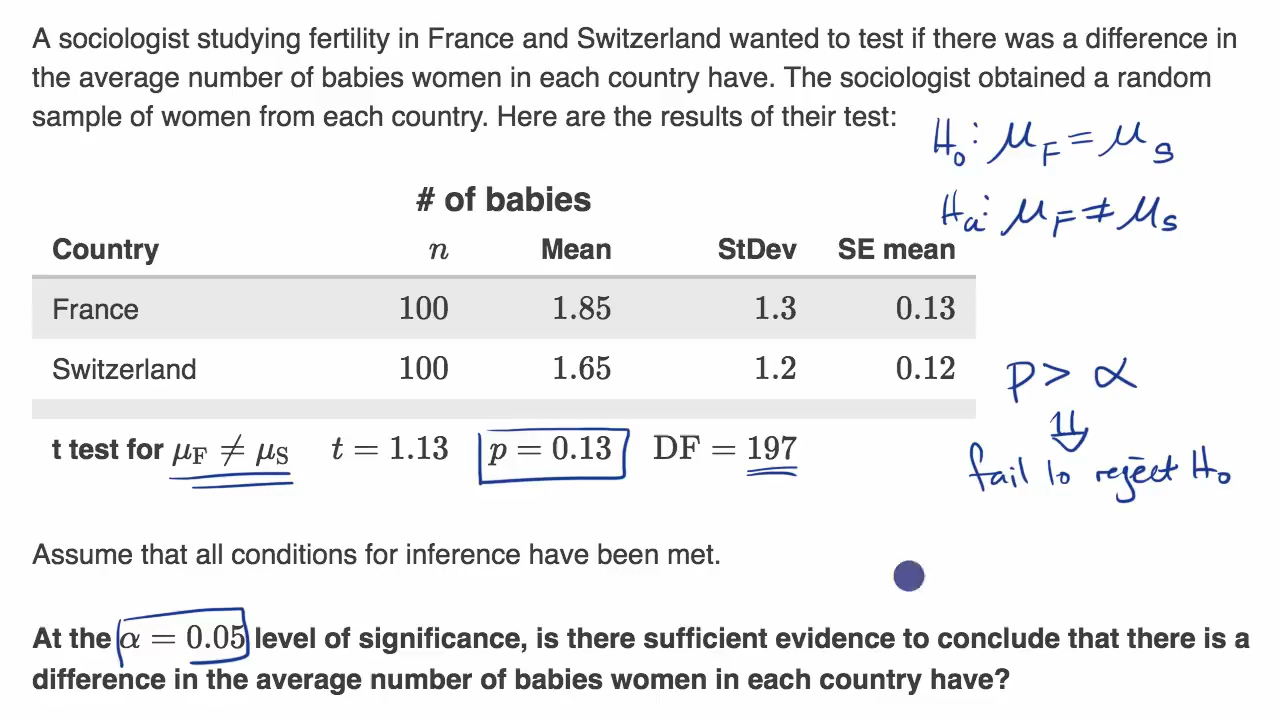 A sociologist studying fertility in France and Switzerland wanted to test if there was a difference in
the average number of babies women in each country have. The sociologist obtained a random
sample of women from each country. Here are the results of their test:
H₀: μ_F = μ_S
Hₐ: μ_F ≠ μ_S
# of babies
Country n Mean StDev SE mean
France 100 1.85 1.3 0.13
Switzerland 100 1.65 1.2 0.12
p > α
⇓
fail to reject H₀
t test for μ_F ≠ μ_S t = 1.13 p = 0.13 DF = 197
Assume that all conditions for inference have been met.
At the α = 0.05 level of significance, is there sufficient evidence to conclude that there is a
difference in the average number of babies women in each country have?